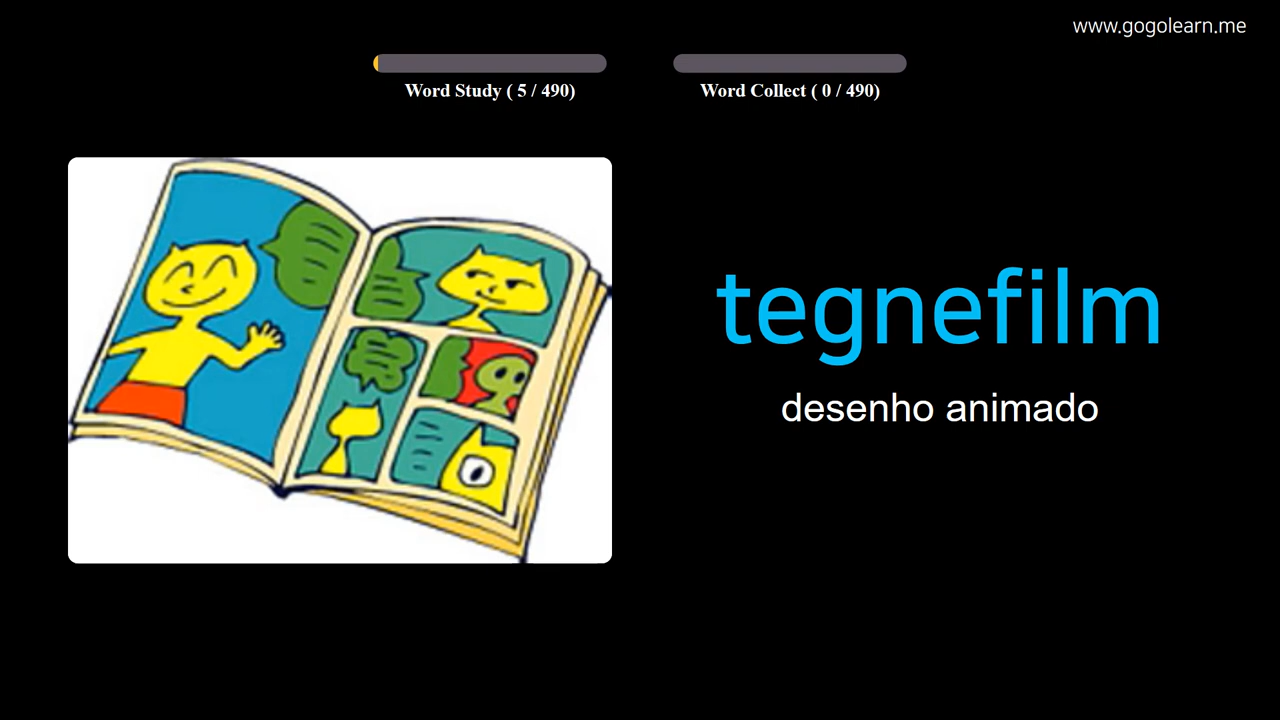 www.gogolearn.me
Word Study ( 5 / 490)
Word Collect ( 0 / 490)
tegnefilm
desenho animado